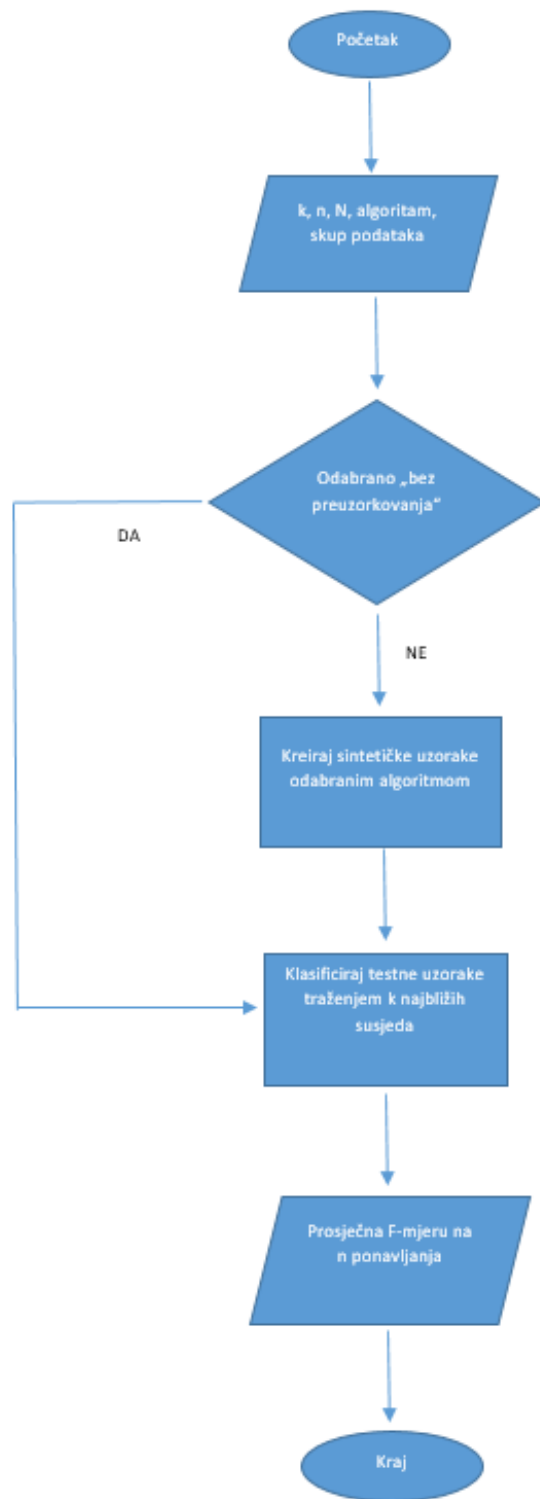 Početak
k, n, N, algoritam,
skup podataka
Odabrano „bez
preuzorkovanja“
DA
NE
Kreiraj sintetičke uzorake
odabranim algoritmom
Klasificiraj testne uzorake
traženjem k najbližih
susjeda
Prosječna F-mjeru na
n ponavljanja
Kraj